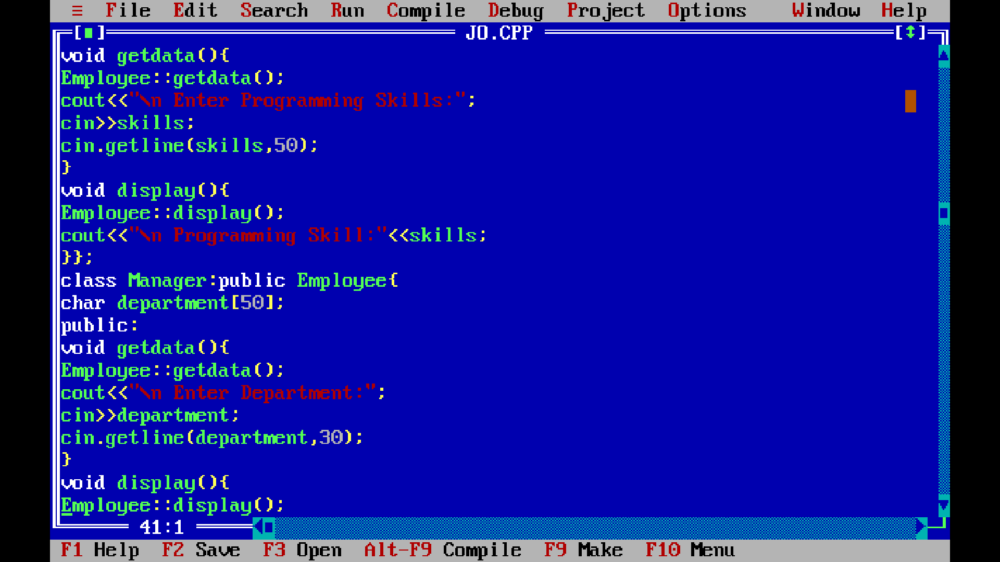 ≡ File Edit Search Run Compile Debug Project Options Window Help
[■] JO.CPP [↕]
void getdata(){
Employee::getdata();
cout<<"\n Enter Programming Skills:";
cin>>skills;
cin.getline(skills,50);
}
void display(){
Employee::display();
cout<<"\n Programming Skill:"<<skills;
}};
class Manager:public Employee{
char department[50];
public:
void getdata(){
Employee::getdata();
cout<<"\n Enter Department:";
cin>>department;
cin.getline(department,30);
}
void display(){
Employee::display();
41:1
F1 Help F2 Save F3 Open Alt-F9 Compile F9 Make F10 Menu